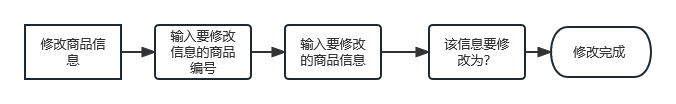 修改商品信
息
输入要修改
信息的商品
编号
输入要修改
的商品信息
该信息要修
改为?
修改完成